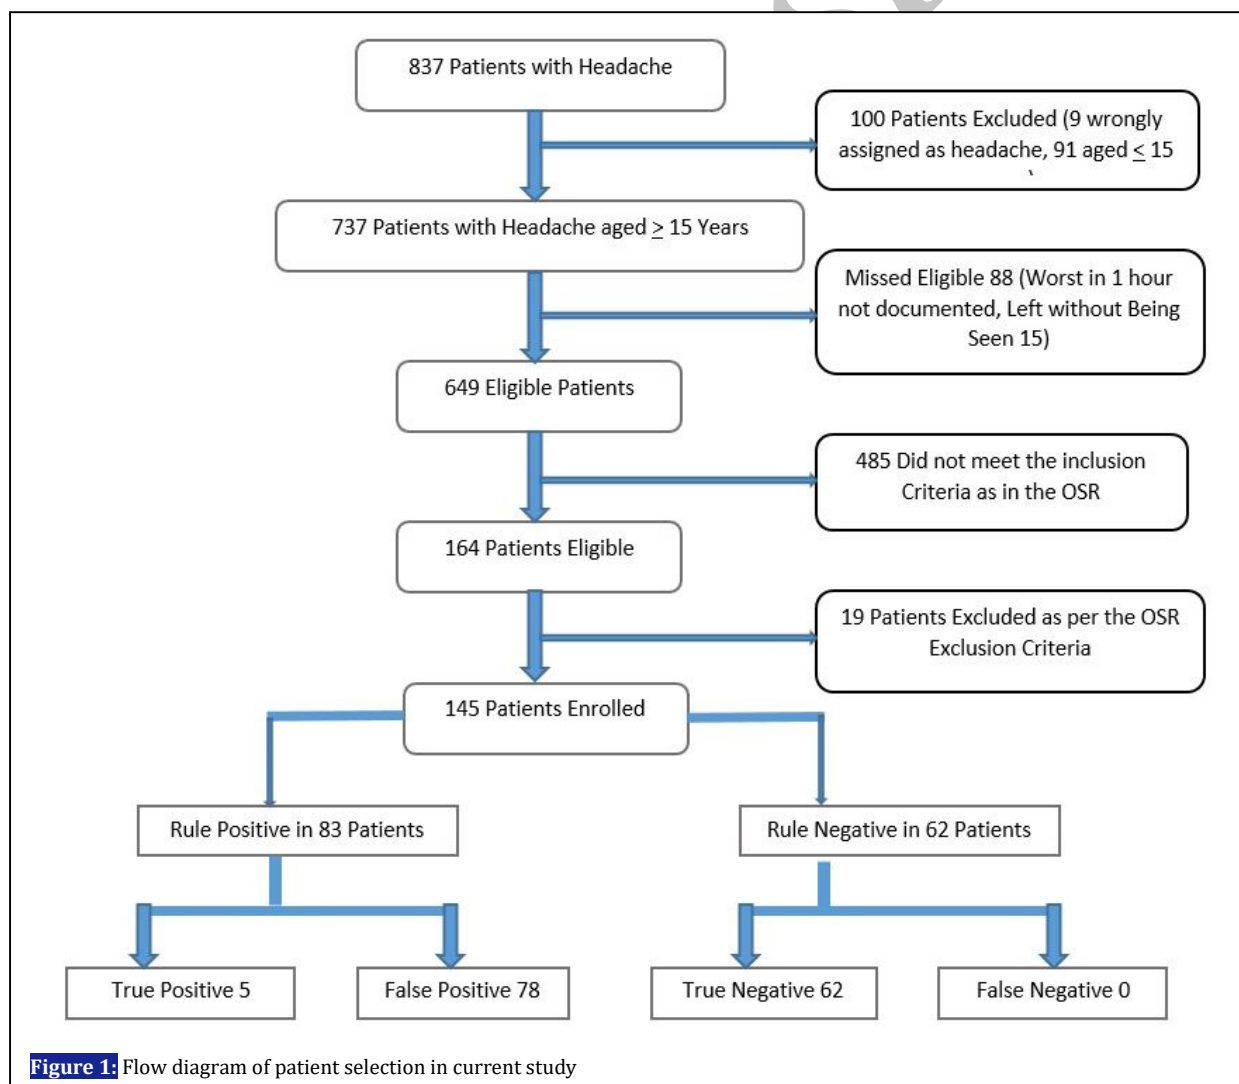 837 Patients with Headache
100 Patients Excluded (9 wrongly
assigned as headache, 91 aged ≤ 15
737 Patients with Headache aged ≥ 15 Years
Missed Eligible 88 (Worst in 1 hour
not documented, Left without Being
Seen 15)
649 Eligible Patients
485 Did not meet the inclusion
Criteria as in the OSR
164 Patients Eligible
19 Patients Excluded as per the OSR
Exclusion Criteria
145 Patients Enrolled
Rule Positive in 83 Patients
Rule Negative in 62 Patients
True Positive 5
False Positive 78
True Negative 62
False Negative 0
Figure 1: Flow diagram of patient selection in current study